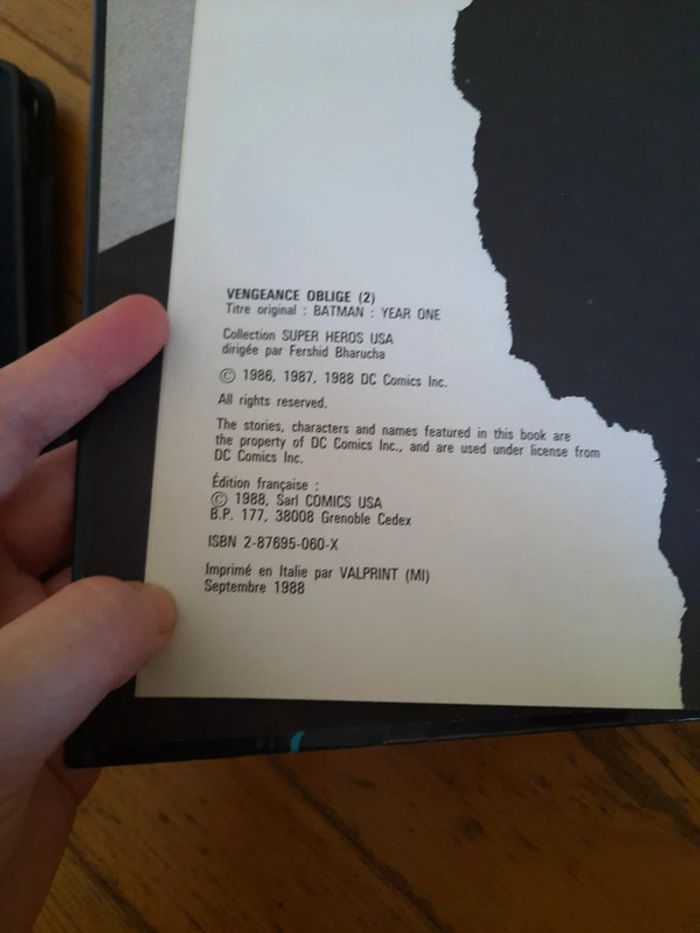 VENGEANCE OBLIGE (2)
Titre original : BATMAN : YEAR ONE
Collection SUPER HEROS USA
dirigée par Fershid Bharucha
© 1986, 1987, 1988 DC Comics Inc.
All rights reserved.
The stories, characters and names featured in this book are
the property of DC Comics Inc., and are used under license from
DC Comics Inc.
Édition française :
© 1988, Sarl COMICS USA
B.P. 177, 38008 Grenoble Cedex
ISBN 2-87695-060-X
Imprimé en Italie par VALPRINT (MI)
Septembre 1988